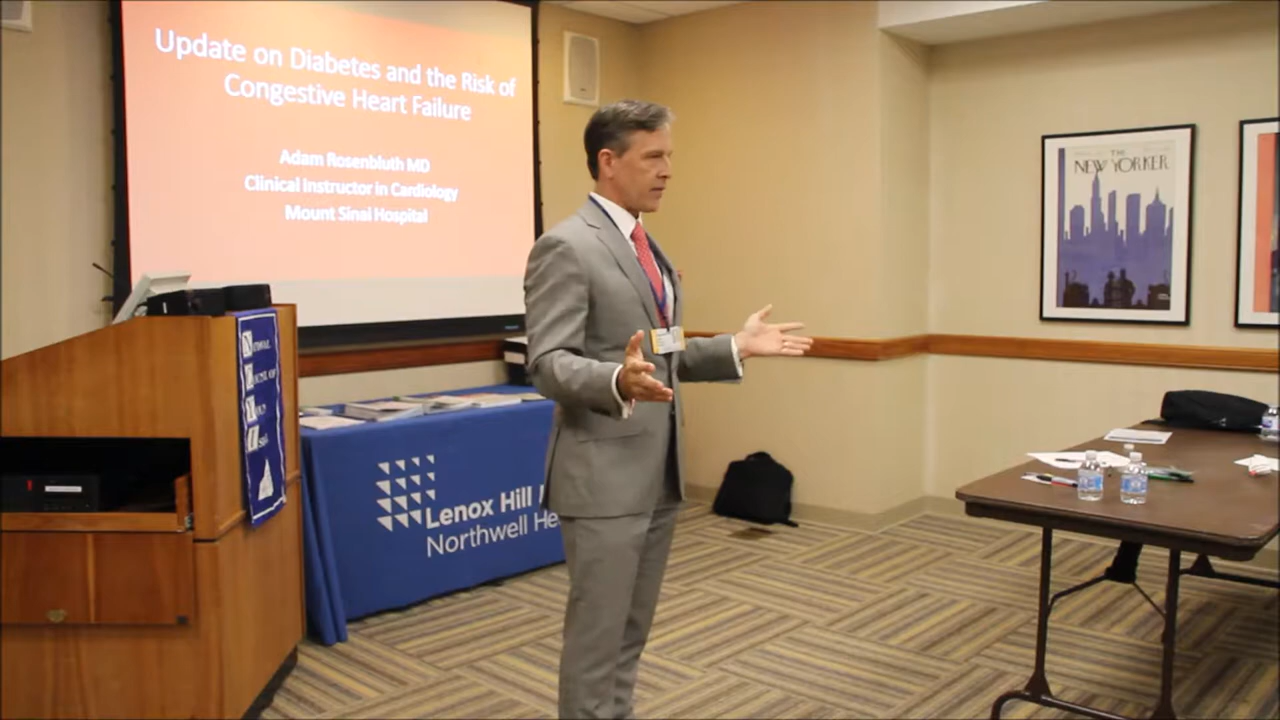 Update on Diabetes and the Risk of
Congestive Heart Failure
Adam Rosenbluth MD
Clinical Instructor in Cardiology
Mount Sinai Hospital
THE
NEW YORKER
Lenox Hill
Northwell He